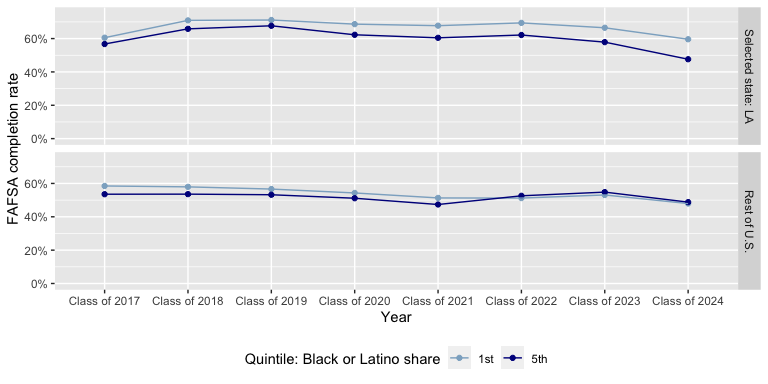 FAFSA completion rate
60%
40%
20%
0%
Selected state: LA
60%
40%
20%
0%
Rest of U.S.
Class of 2017 Class of 2018 Class of 2019 Class of 2020 Class of 2021 Class of 2022 Class of 2023 Class of 2024
Year
Quintile: Black or Latino share 1st 5th